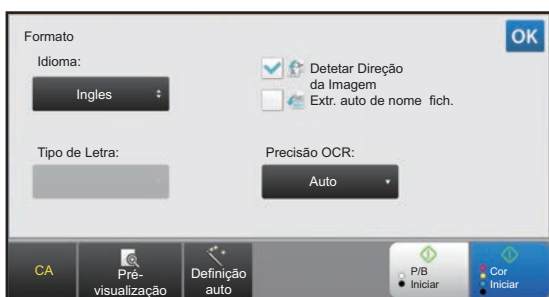 Formato
OK
Idioma:
Ingles
Detetar Direção
da Imagem
Extr. auto de nome fich.
Tipo de Letra:
Precisão OCR:
Auto
CA
Pré-
visualização
Definição
auto
P/B
Iniciar
Cor
Iniciar